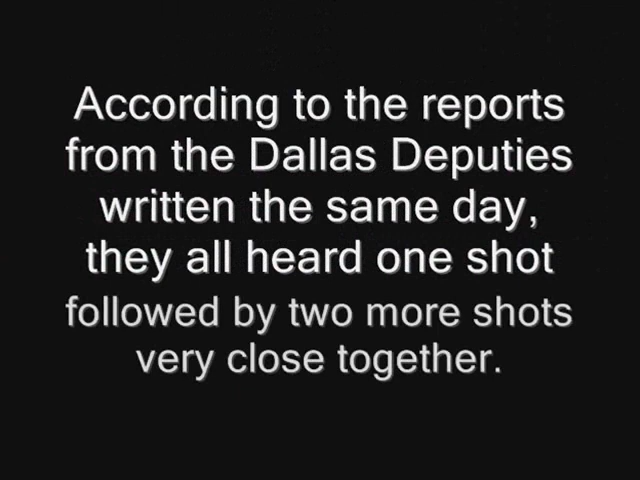 According to the reports
from the Dallas Deputies
written the same day,
they all heard one shot
followed by two more shots
very close together.